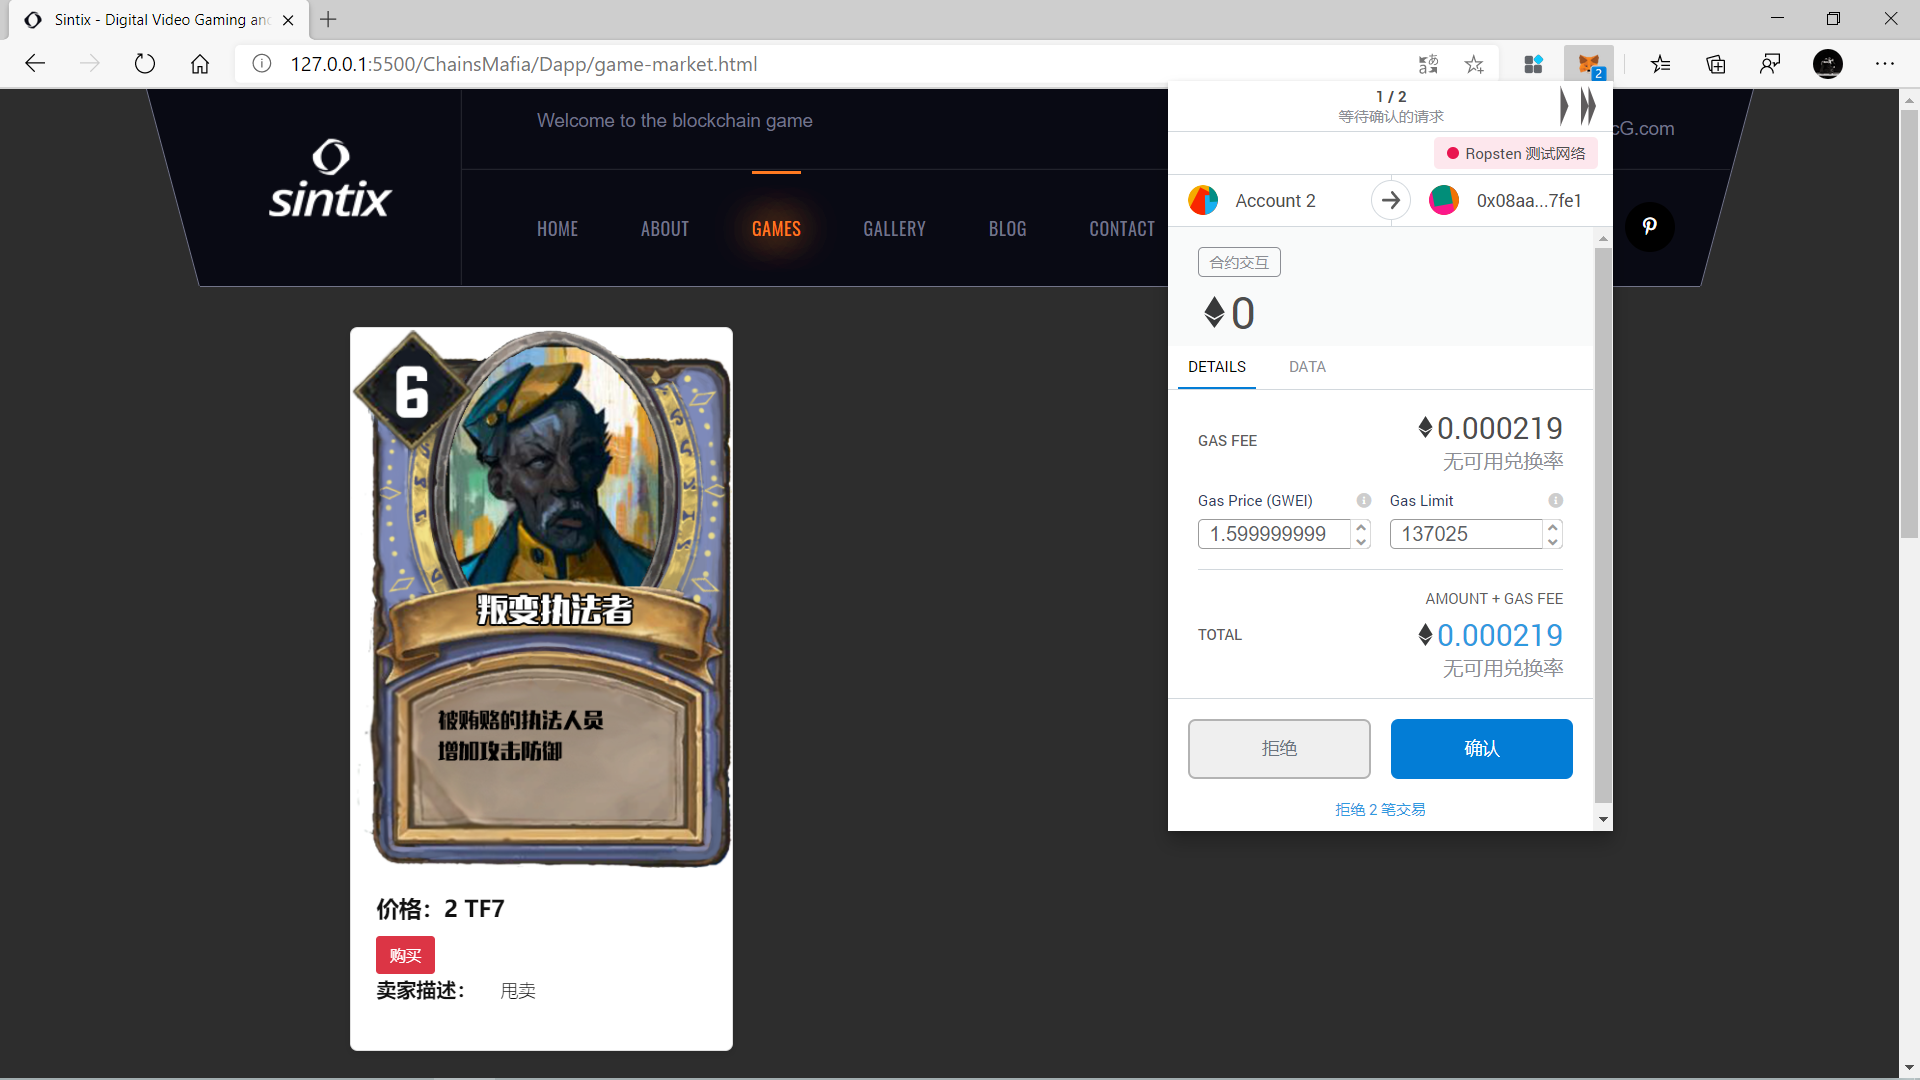 Sintix - Digital Video Gaming and
127.0.0.1:5500/ChainsMafia/Dapp/game-market.html
2
Welcome to the blockchain game
cG.com
sintix
HOME
ABOUT
GAMES
GALLERY
BLOG
CONTACT
1 / 2
等待确认的请求
Ropsten 测试网络
Account 2
0x08aa...7fe1
合约交互
0
DETAILS
DATA
GAS FEE
0.000219
无可用兑换率
Gas Price (GWEI)
Gas Limit
1.599999999
137025
AMOUNT + GAS FEE
TOTAL
0.000219
无可用兑换率
拒绝
确认
拒绝 2 笔交易
6
叛变执法者
被贿赂的执法人员
增加攻击防御
价格：2 TF7
购买
卖家描述：
甩卖